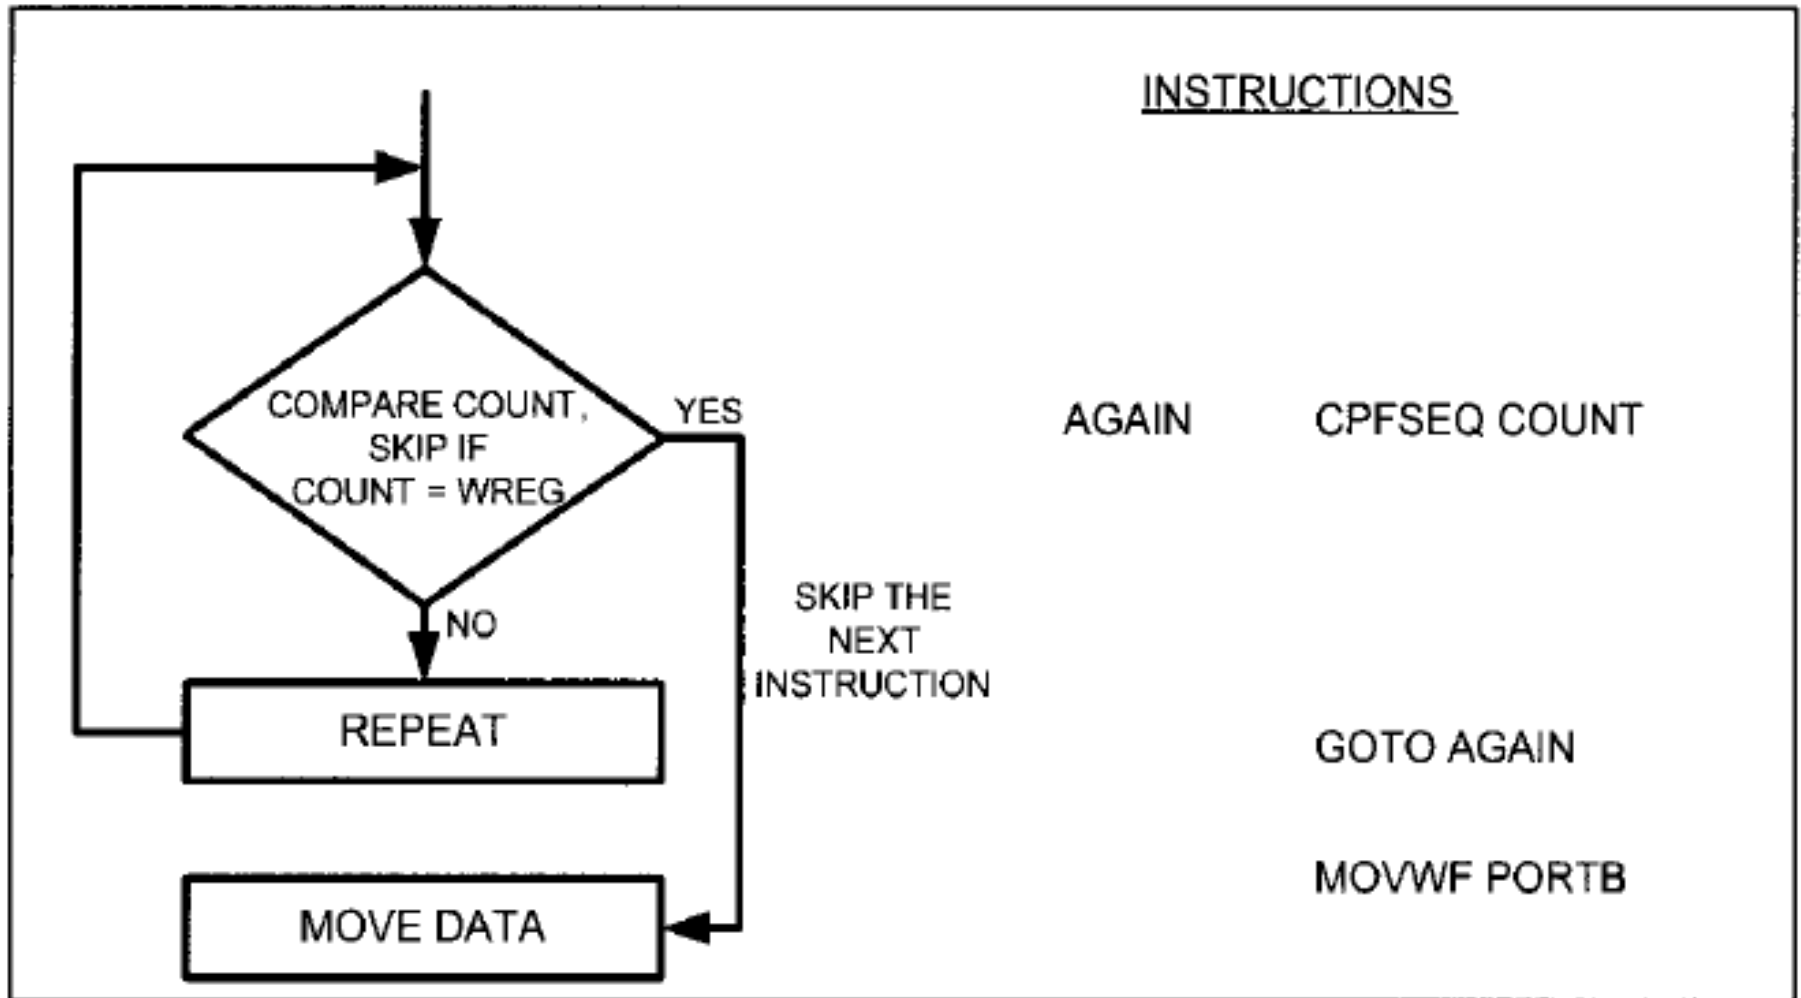 INSTRUCTIONS
COMPARE COUNT,
SKIP IF
COUNT = WREG
YES
AGAIN CPFSEQ COUNT
NO
SKIP THE
NEXT
INSTRUCTION
REPEAT
GOTO AGAIN
MOVWF PORTB
MOVE DATA